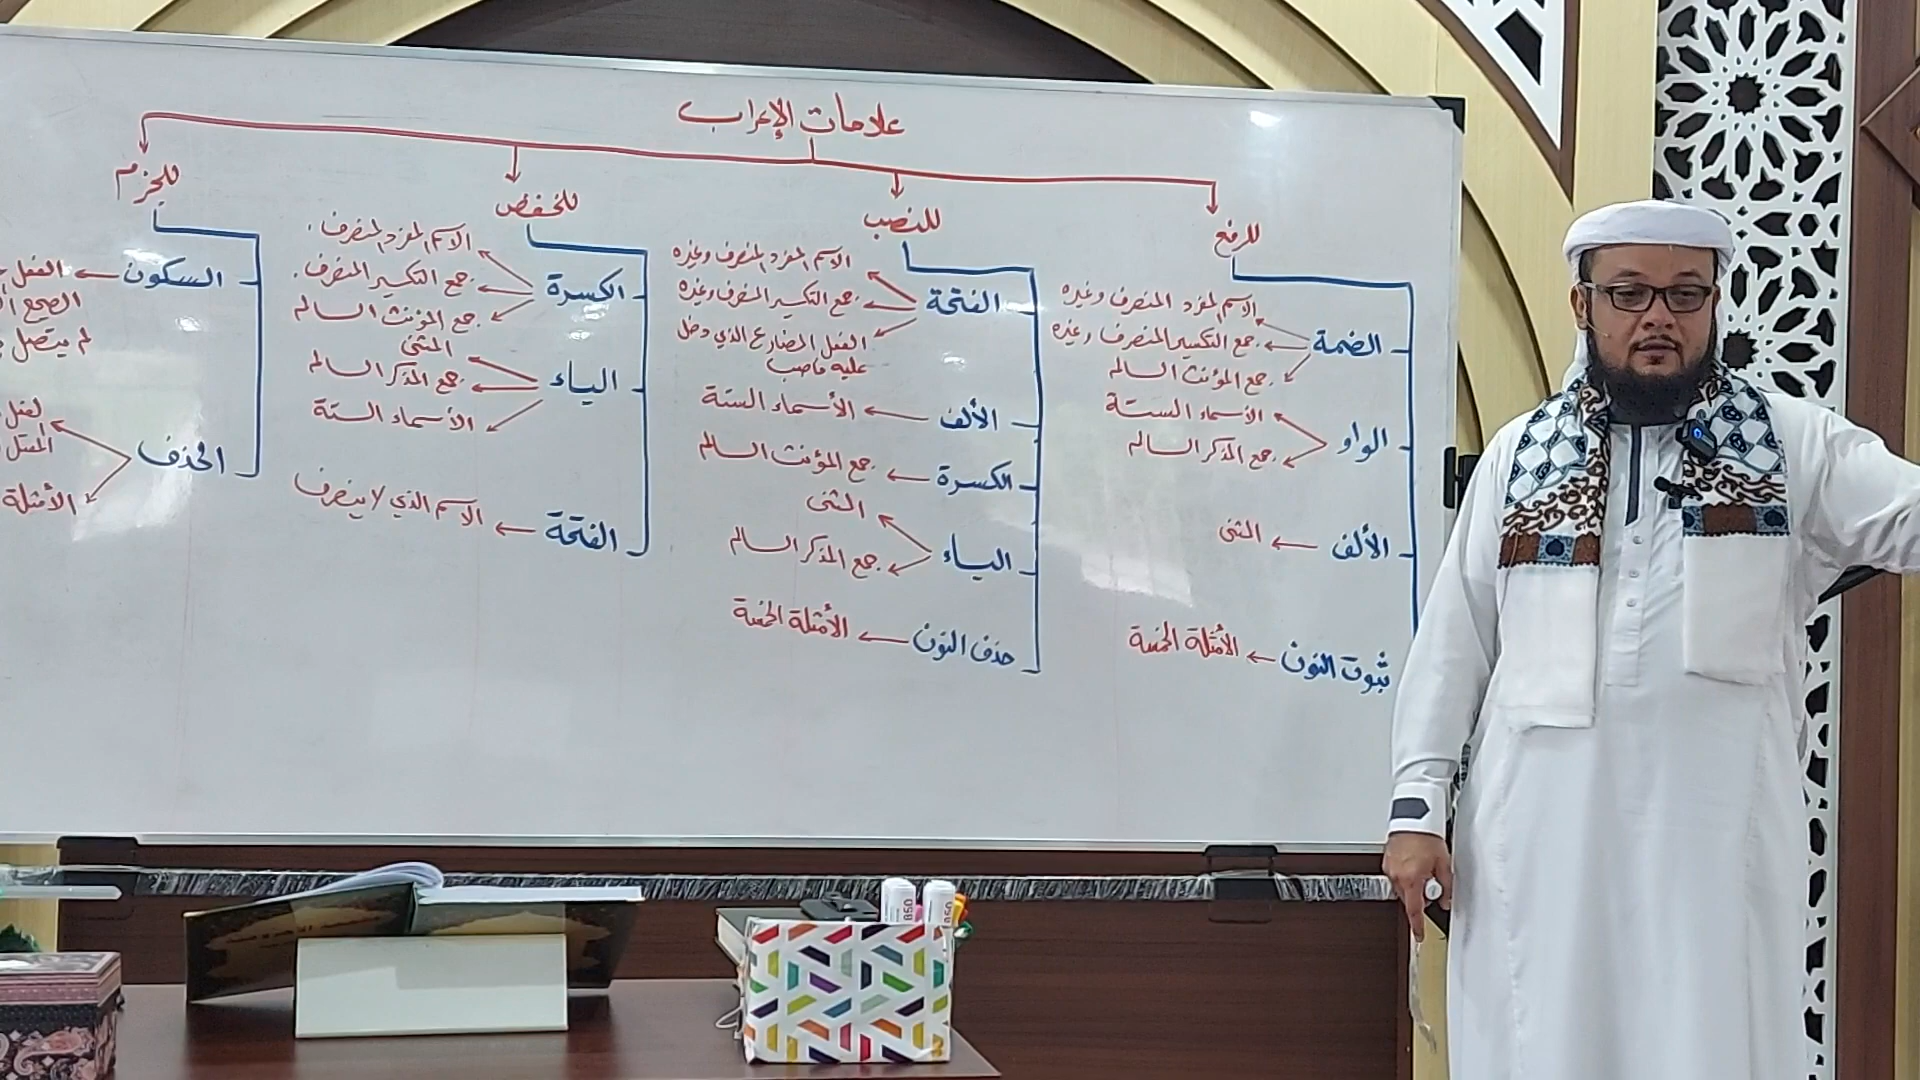 علامات الإعراب
للرفع
الضمة
الاسم المفرد المنصرف وغيره
جمع التكسير المنصرف وغيره
جمع المؤنث السالم
الواو
الأسماء الستة
جمع المذكر السالم
الألف
المثنى
ثبوت النون
الأمثلة الخمسة
للنصب
الفتحة
الاسم المفرد المنصرف وغيره
جمع التكسير المنصرف وغيره
الفعل المضارع الذي دخل
عليه ناصب
الألف
الأسماء الستة
الكسرة
جمع المؤنث السالم
الياء
المثنى
جمع المذكر السالم
حذف النون
الأمثلة الخمسة
للخفض
الكسرة
الاسم المفرد المنصرف
جمع التكسير المنصرف
جمع المؤنث السالم
الياء
المثنى
جمع المذكر السالم
الأسماء الستة
الفتحة
الاسم الذي لا ينصرف
للجزم
السكون
الفعل
الصحيح
لم يتصل
الحذف
لفعل
المعتل
الأمثلة
850
850